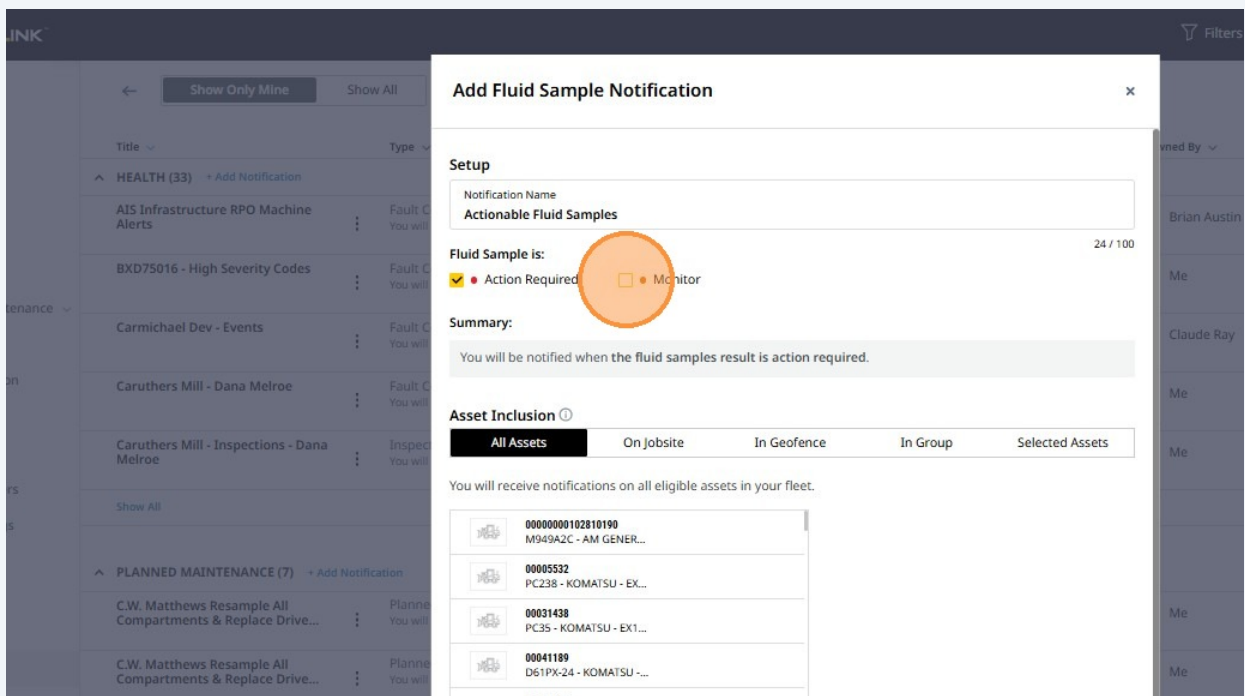 LINK
Filters
Show Only Mine
Show All
Title
Type
wned By
HEALTH (33)
+ Add Notification
AIS Infrastructure RPO Machine
Alerts
Fault C
You will
Brian Austin
BXD75016 - High Severity Codes
Fault C
You will
Me
tenance
Carmichael Dev - Events
Fault C
You will
Claude Ray
on
Caruthers Mill - Dana Melroe
Fault C
You will
Me
Caruthers Mill - Inspections - Dana
Melroe
Inspect
You will
Me
rs
Show All
PLANNED MAINTENANCE (7)
+ Add Notification
C.W. Matthews Resample All
Compartments & Replace Drive...
Planne
You will
Me
C.W. Matthews Resample All
Compartments & Replace Drive...
Planne
You will
Me
Add Fluid Sample Notification
×
Setup
Notification Name
Actionable Fluid Samples
24 / 100
Fluid Sample is:
Action Required
Monitor
Summary:
You will be notified when the fluid samples result is action required.
Asset Inclusion
All Assets
On Jobsite
In Geofence
In Group
Selected Assets
You will receive notifications on all eligible assets in your fleet.
00000000102810190
M949A2C - AM GENER...
00005532
PC238 - KOMATSU - EX...
00031438
PC35 - KOMATSU - EX1...
00041189
D61PX-24 - KOMATSU -...